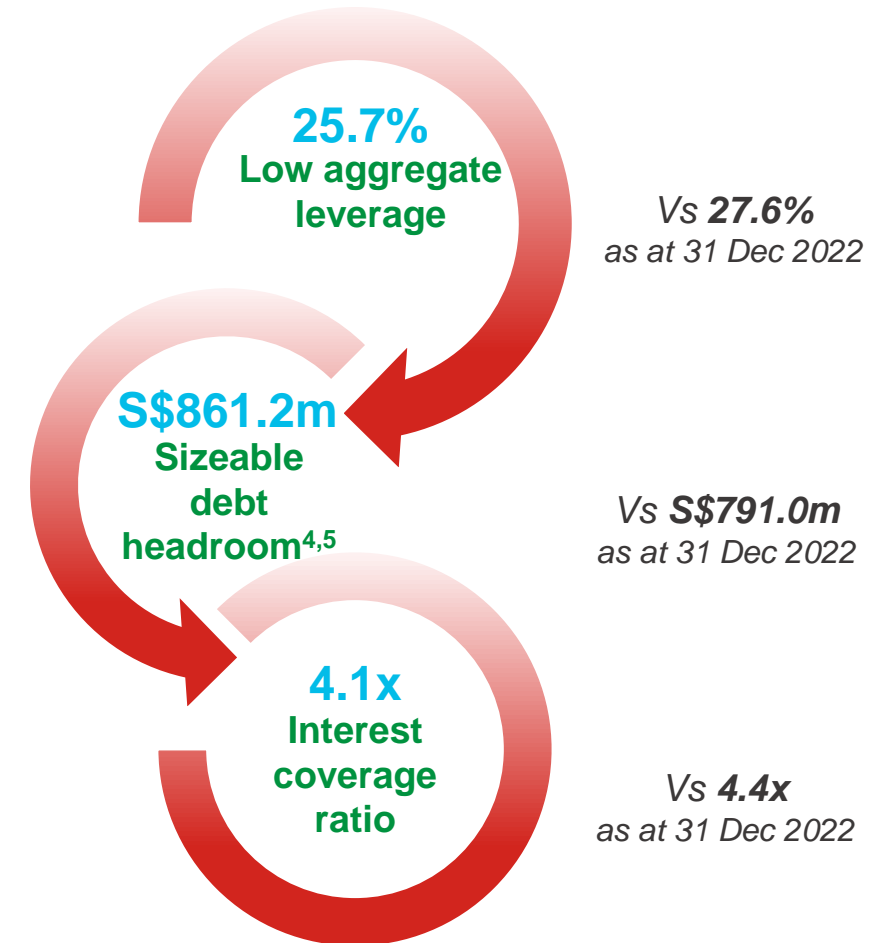 25.7%
Low aggregate
leverage
Vs 27.6%
as at 31 Dec 2022
S$861.2m
Sizeable
debt
headroom4,5
Vs S$791.0m
as at 31 Dec 2022
4.1x
Interest
coverage
ratio
Vs 4.4x
as at 31 Dec 2022